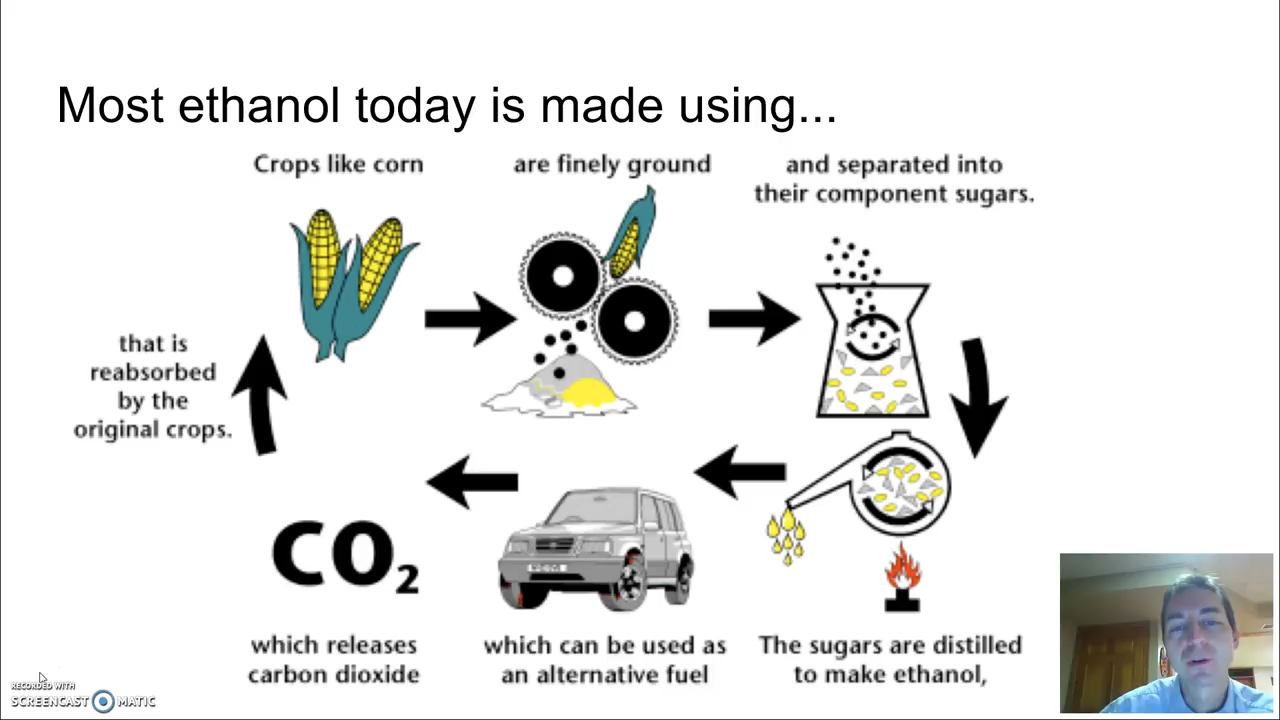 Most ethanol today is made using...
Crops like corn
are finely ground
and separated into
their component sugars.
that is
reabsorbed
by the
original crops.
CO₂
which releases
carbon dioxide
which can be used as
an alternative fuel
The sugars are distilled
to make ethanol,
RECORDED WITH
SCREENCAST MATIC